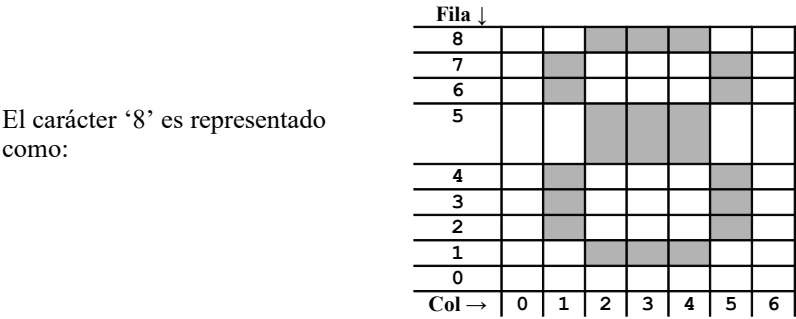 Fila ↓
8
7
6
5
El carácter ‘8’ es representado
como:
4
3
2
1
0
Col → 0 1 2 3 4 5 6